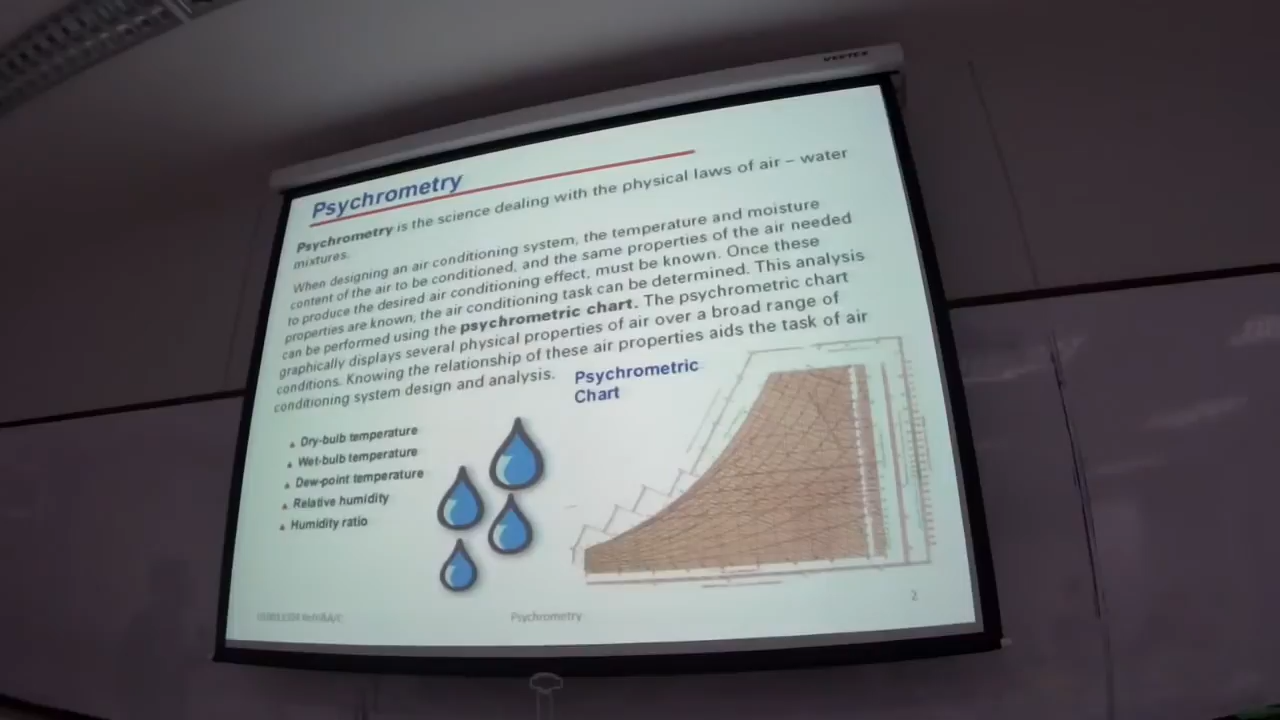 Psychrometry
Psychrometry is the science dealing with the physical laws of air – water
mixtures.
When designing an air conditioning system, the temperature and moisture
content of the air to be conditioned, and the same properties of the air needed
to produce the desired air conditioning effect, must be known. Once these
properties are known, the air conditioning task can be determined. This analysis
can be performed using the psychrometric chart. The psychrometric chart
graphically displays several physical properties of air over a broad range of
conditions. Knowing the relationship of these air properties aids the task of air
conditioning system design and analysis.
Psychrometric
Chart
Dry-bulb temperature
Wet-bulb temperature
Dew-point temperature
Relative humidity
Humidity ratio
Psychrometry
2